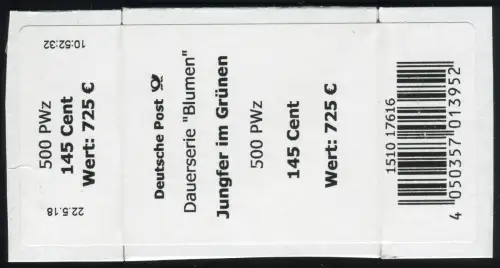 10:52:32
500 PWz
145 Cent
Wert: 725 €
22.5.18
Deutsche Post
Dauerserie "Blumen"
Jungfer im Grünen
500 PWz
145 Cent
Wert: 725 €
1510 17616
4 050357 013952